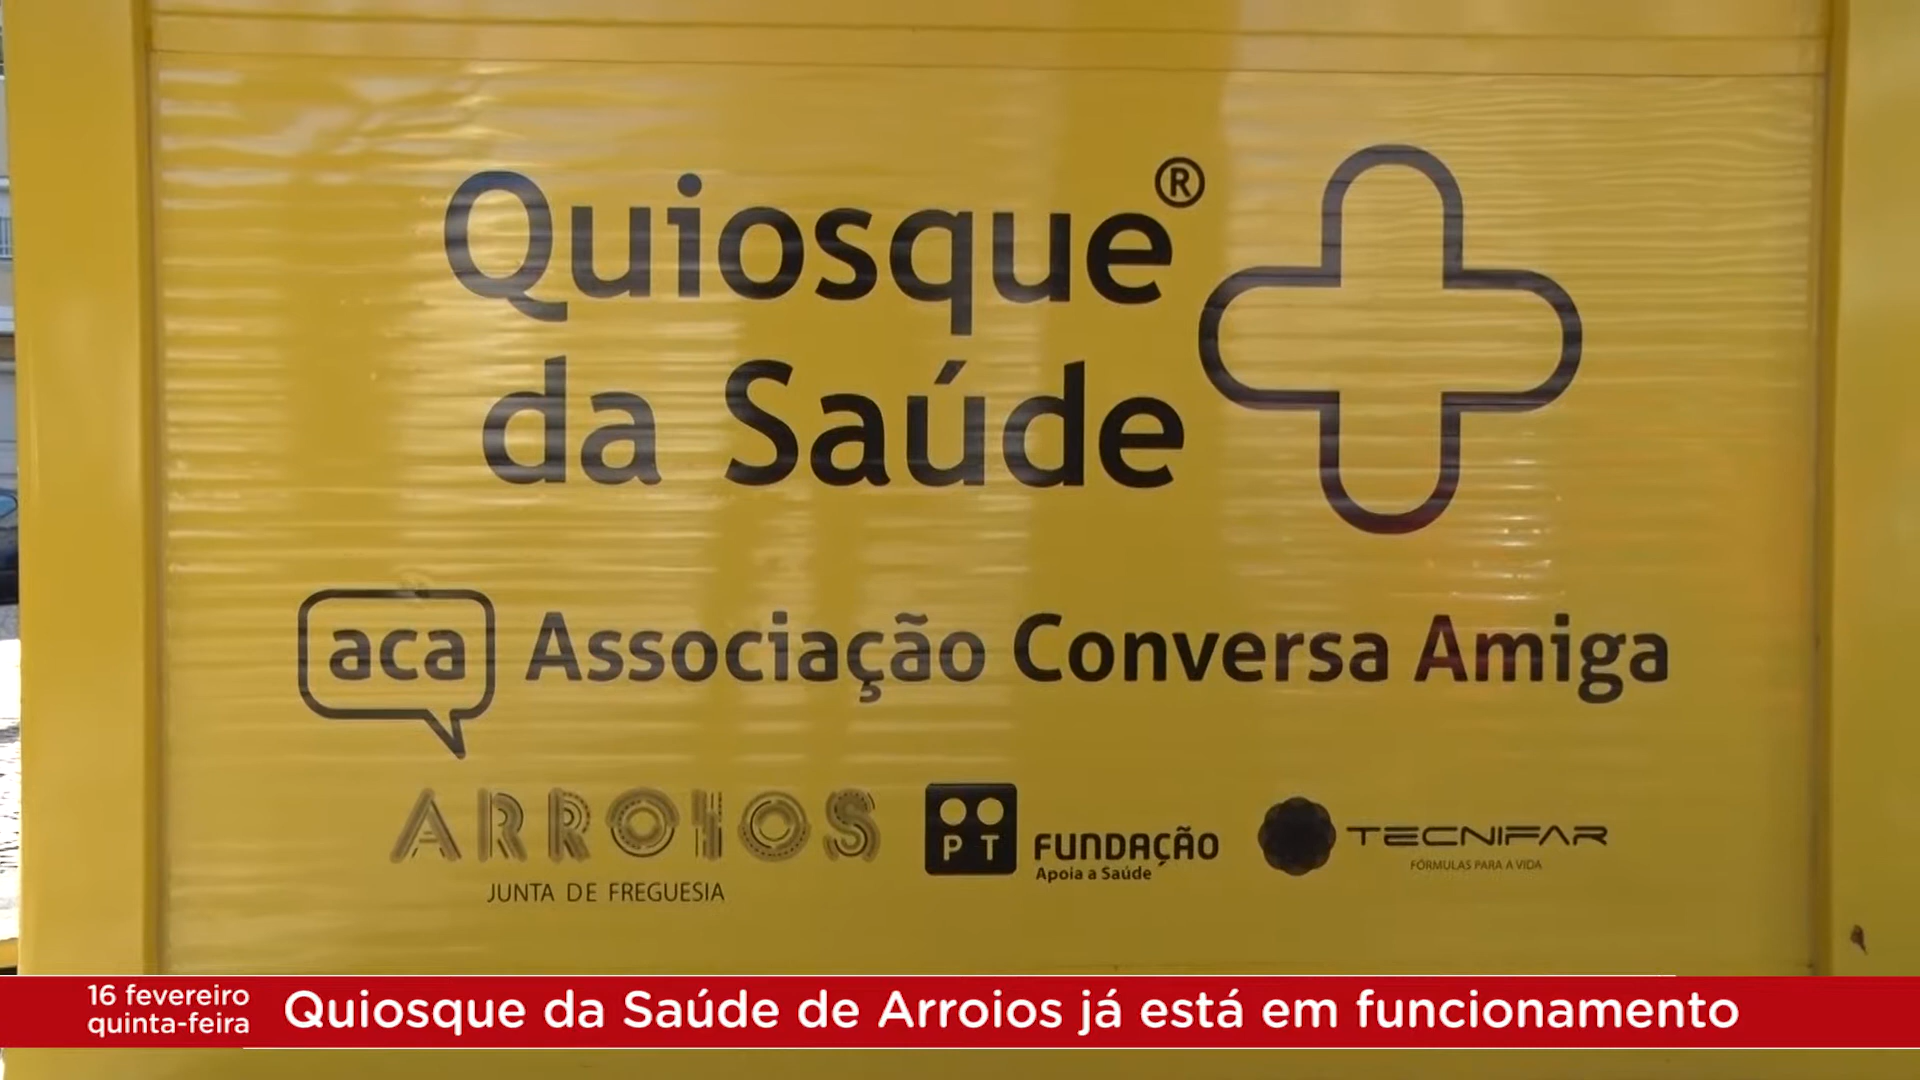 Quiosque®
da Saúde
aca Associação Conversa Amiga
ARROIOS
JUNTA DE FREGUESIA
PT FUNDAÇÃO
Apoia a Saúde
TECNIFAR
FÓRMULAS PARA A VIDA
16 fevereiro
quinta-feira
Quiosque da Saúde de Arroios já está em funcionamento